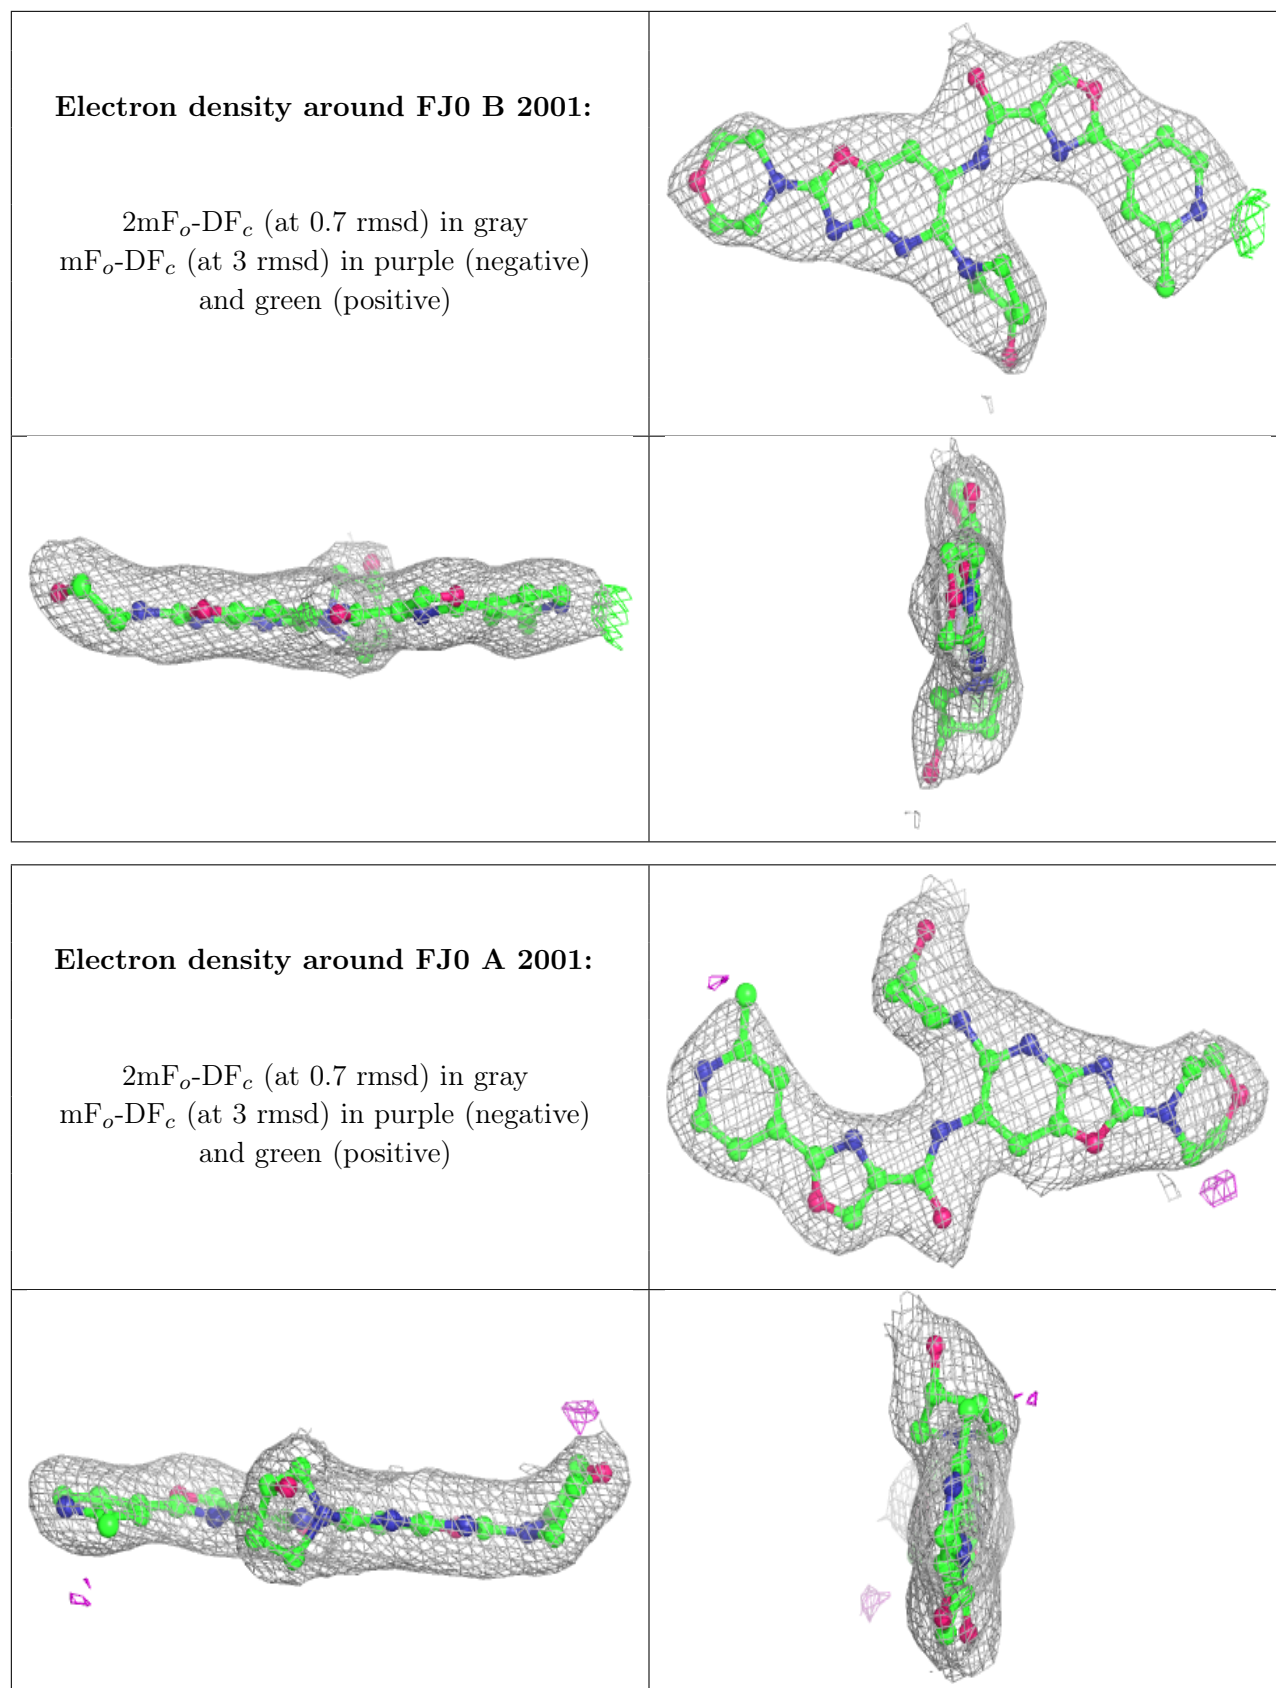 Electron density around FJ0 B 2001:
2mFo-DFc (at 0.7 rmsd) in gray
mFo-DFc (at 3 rmsd) in purple (negative)
and green (positive)
Electron density around FJ0 A 2001:
2mFo-DFc (at 0.7 rmsd) in gray
mFo-DFc (at 3 rmsd) in purple (negative)
and green (positive)